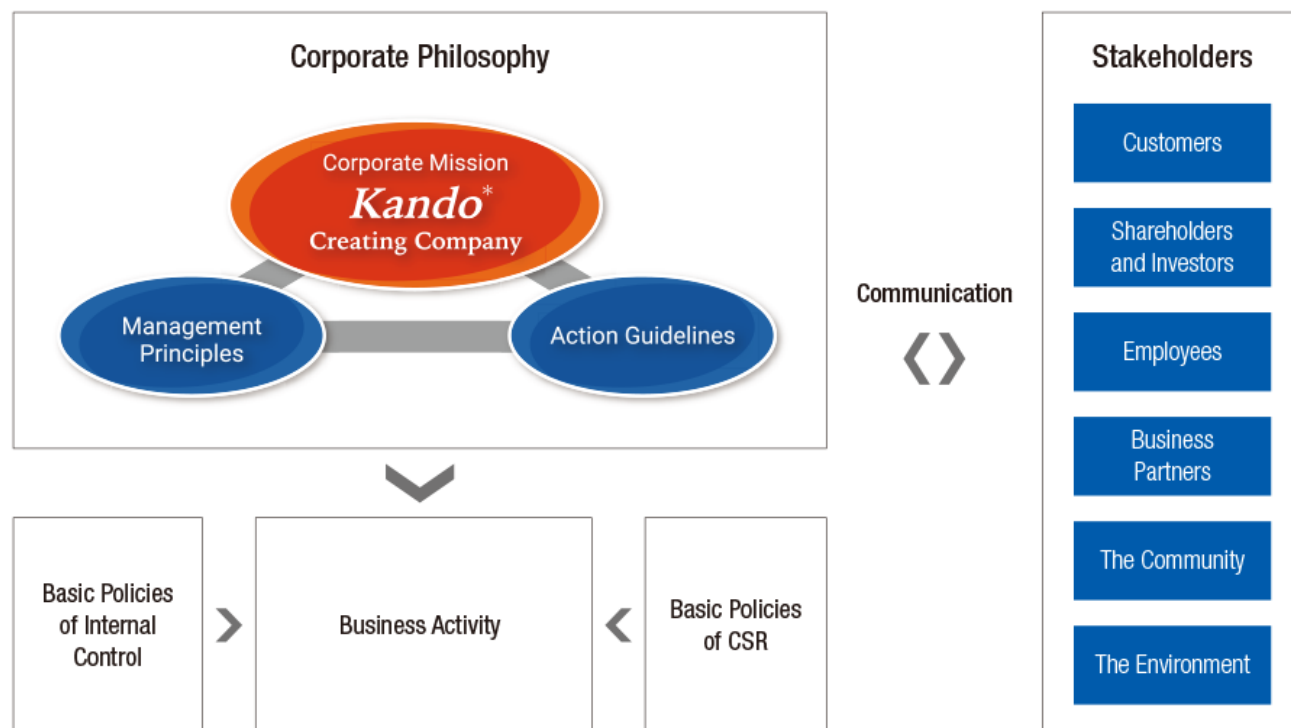 Corporate Philosophy
Corporate Mission
Kando*
Creating Company
Management
Principles
Action Guidelines
Communication
Stakeholders
Customers
Shareholders
and Investors
Employees
Business
Partners
The Community
The Environment
Basic Policies
of Internal
Control
Business Activity
Basic Policies
of CSR